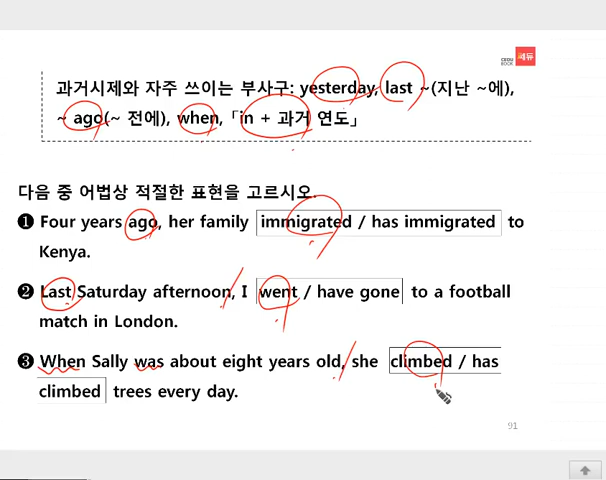 쎄듀
과거시제와 자주 쓰이는 부사구: yesterday, last ~(지난 ~에),
~ ago(~ 전에), when, 「in + 과거 연도」
다음 중 어법상 적절한 표현을 고르시오.
❶ Four years ago, her family immigrated / has immigrated to
Kenya.
❷ Last Saturday afternoon, I went / have gone to a football
match in London.
❸ When Sally was about eight years old, she climbed / has
climbed trees every day.
91